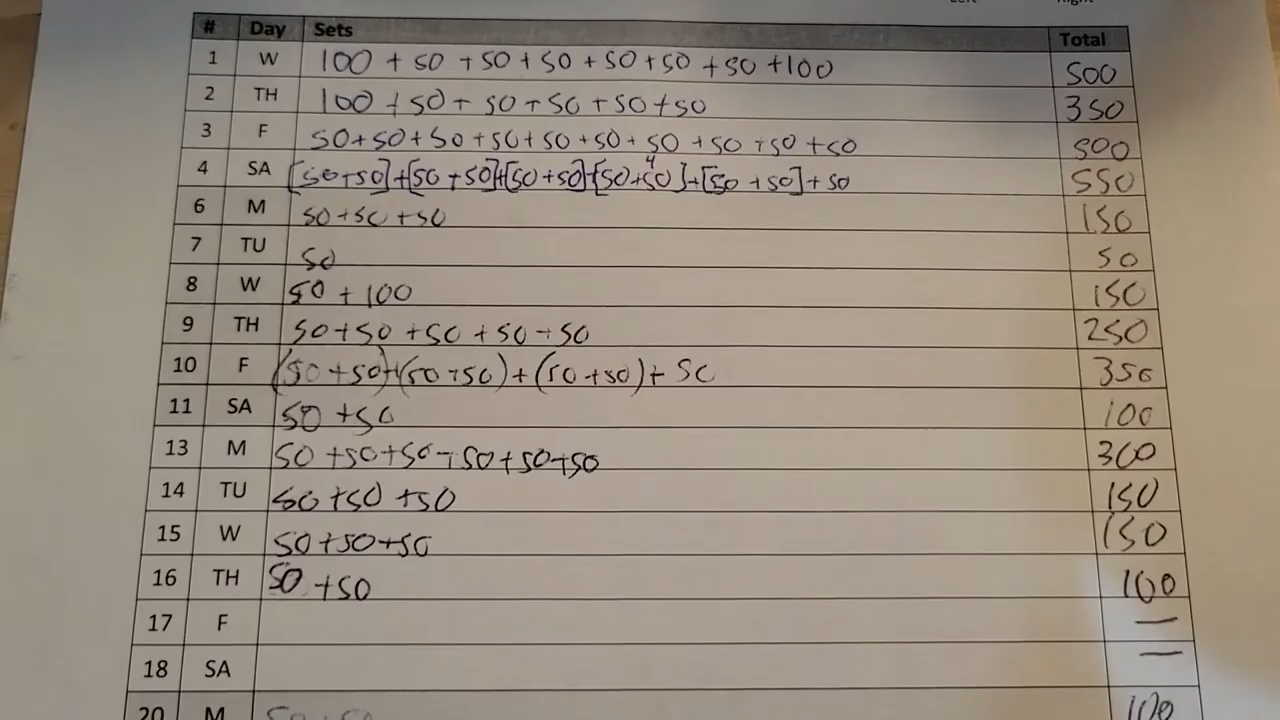 # Day Sets Total
1 W 100 + 50 + 50 + 50 + 50 + 50 + 50 + 100 500
2 TH 100 + 50 + 50 + 50 + 50 + 50 350
3 F 50 + 50 + 50 + 50 + 50 + 50 + 50 + 50 + 50 + 50 500
4 SA [50 + 50] + [50 + 50] + [50 + 50] + [50 + 50] + [50 + 50] + 50 550
6 M 50 + 50 + 50 150
7 TU 50 50
8 W 50 + 100 150
9 TH 50 + 50 + 50 + 50 + 50 250
10 F (50 + 50) + (50 + 50) + (50 + 50) + 50 350
11 SA 50 + 50 100
13 M 50 + 50 + 50 + 50 + 50 + 50 300
14 TU 50 + 50 + 50 150
15 W 50 + 50 + 50 150
16 TH 50 + 50 100
17 F —
18 SA —
20 M 50 + 50 100